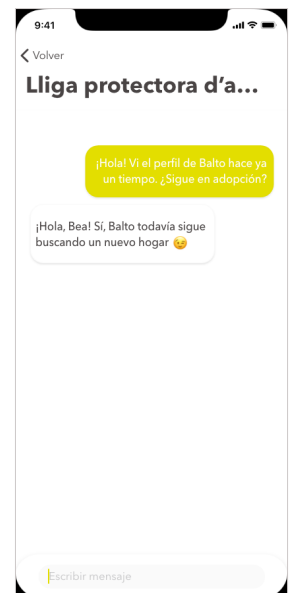 9:41
Volver
Lliga protectora d'a...
¡Hola! Vi el perfil de Balto hace ya
un tiempo. ¿Sigue en adopción?
¡Hola, Bea! Sí, Balto todavía sigue
buscando un nuevo hogar 😉
Escribir mensaje